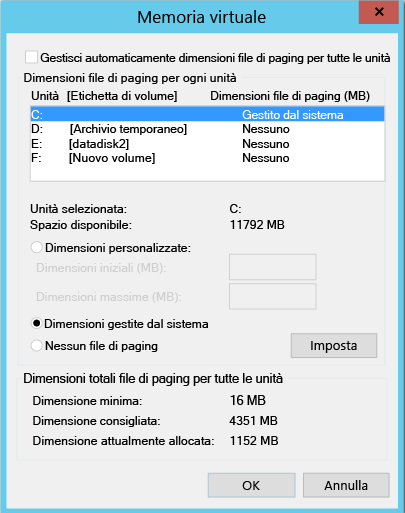 Memoria virtuale
Gestisci automaticamente dimensioni file di paging per tutte le unità
Dimensioni file di paging per ogni unità
Unità [Etichetta di volume] Dimensioni file di paging (MB)
C: Gestito dal sistema
D: [Archivio temporaneo] Nessuno
E: [datadisk2] Nessuno
F: [Nuovo volume] Nessuno
Unità selezionata: C:
Spazio disponibile: 11792 MB
Dimensioni personalizzate:
Dimensioni iniziali (MB):
Dimensioni massime (MB):
Dimensioni gestite dal sistema
Nessun file di paging
Imposta
Dimensioni totali file di paging per tutte le unità
Dimensione minima: 16 MB
Dimensione consigliata: 4351 MB
Dimensione attualmente allocata: 1152 MB
OK Annulla